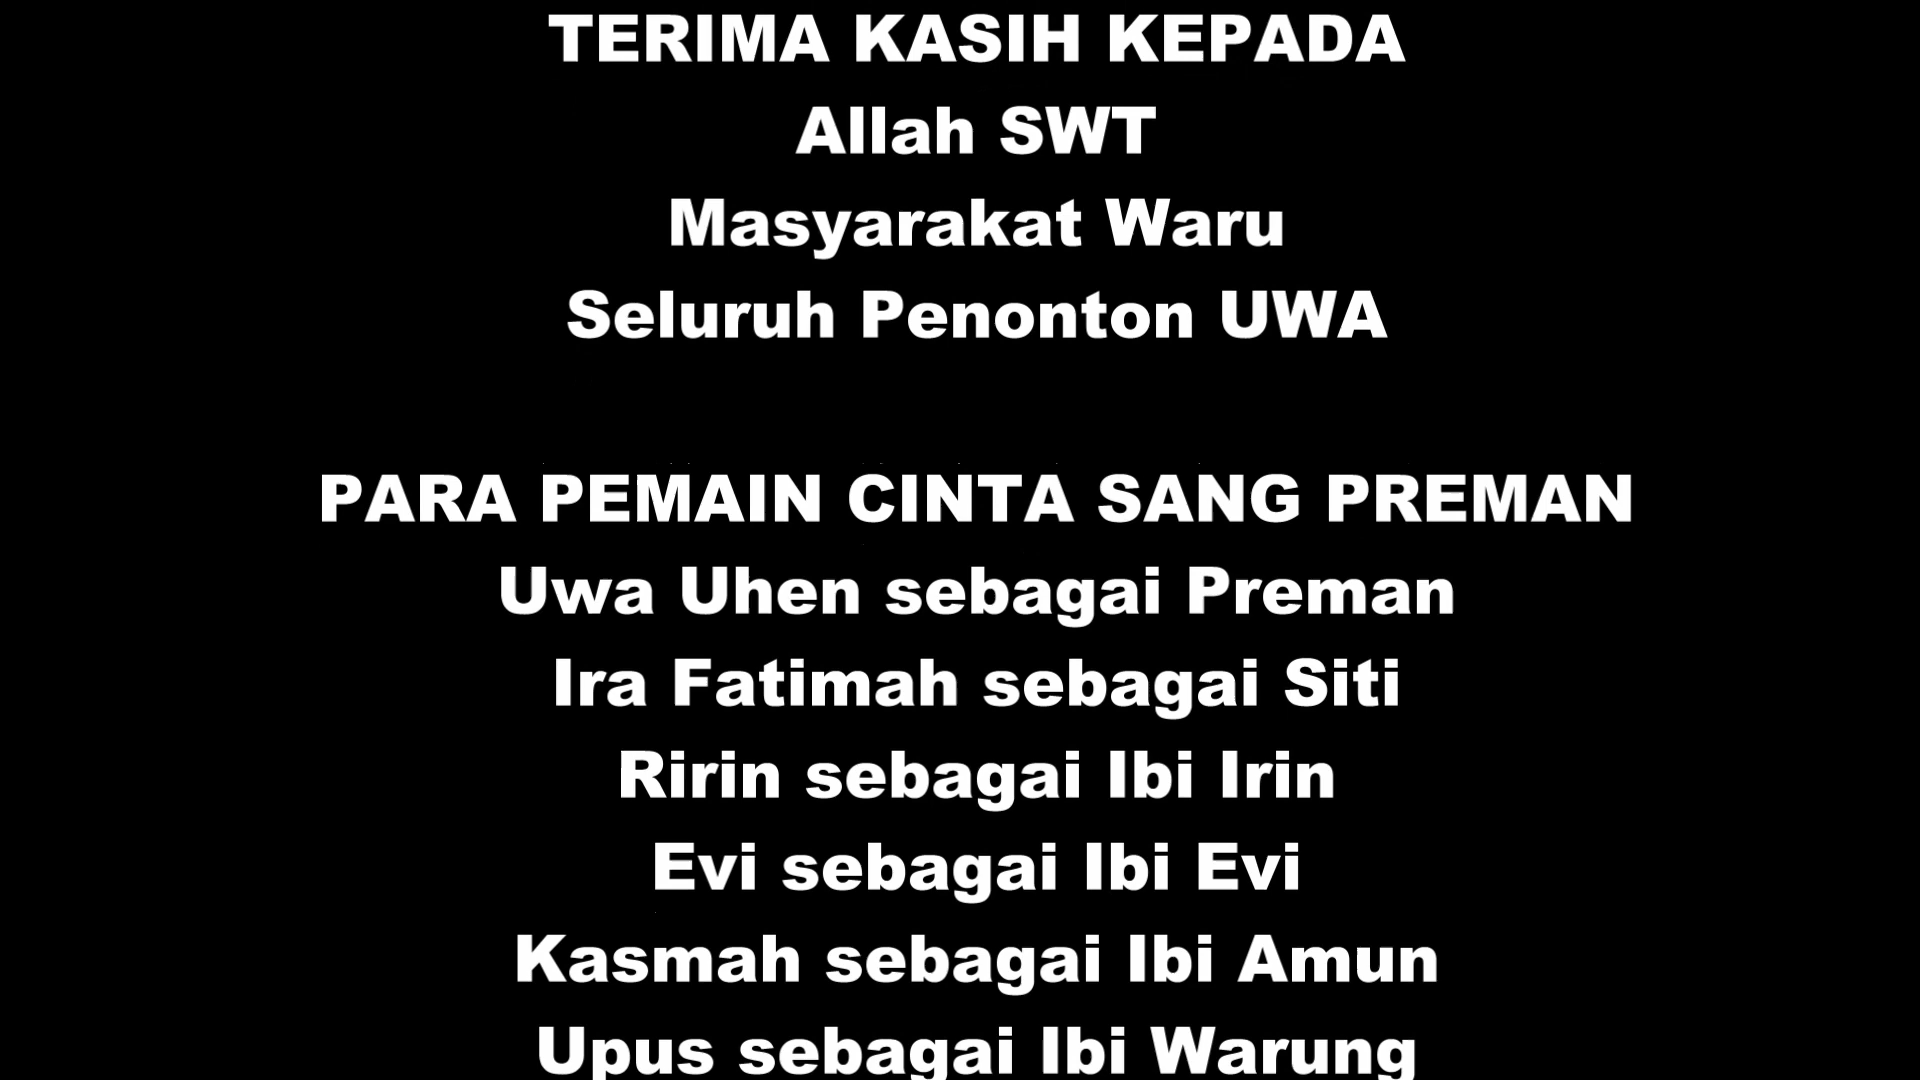 TERIMA KASIH KEPADA
Allah SWT
Masyarakat Waru
Seluruh Penonton UWA
PARA PEMAIN CINTA SANG PREMAN
Uwa Uhen sebagai Preman
Ira Fatimah sebagai Siti
Ririn sebagai Ibi Irin
Evi sebagai Ibi Evi
Kasmah sebagai Ibi Amun
Upus sebagai Ibi Warung